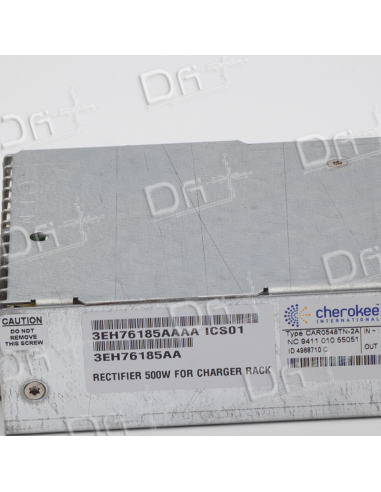 CAUTION
DO NOT
REMOVE
THIS SCREW
3EH76185AAAA ICS01
3EH76185AA
RECTIFIER 500W FOR CHARGER RACK
cherokee
INTERNATIONAL
Type CAR0548TN-2A
NC 9411 010 55051
ID 4968710 C
IN ~
OUT